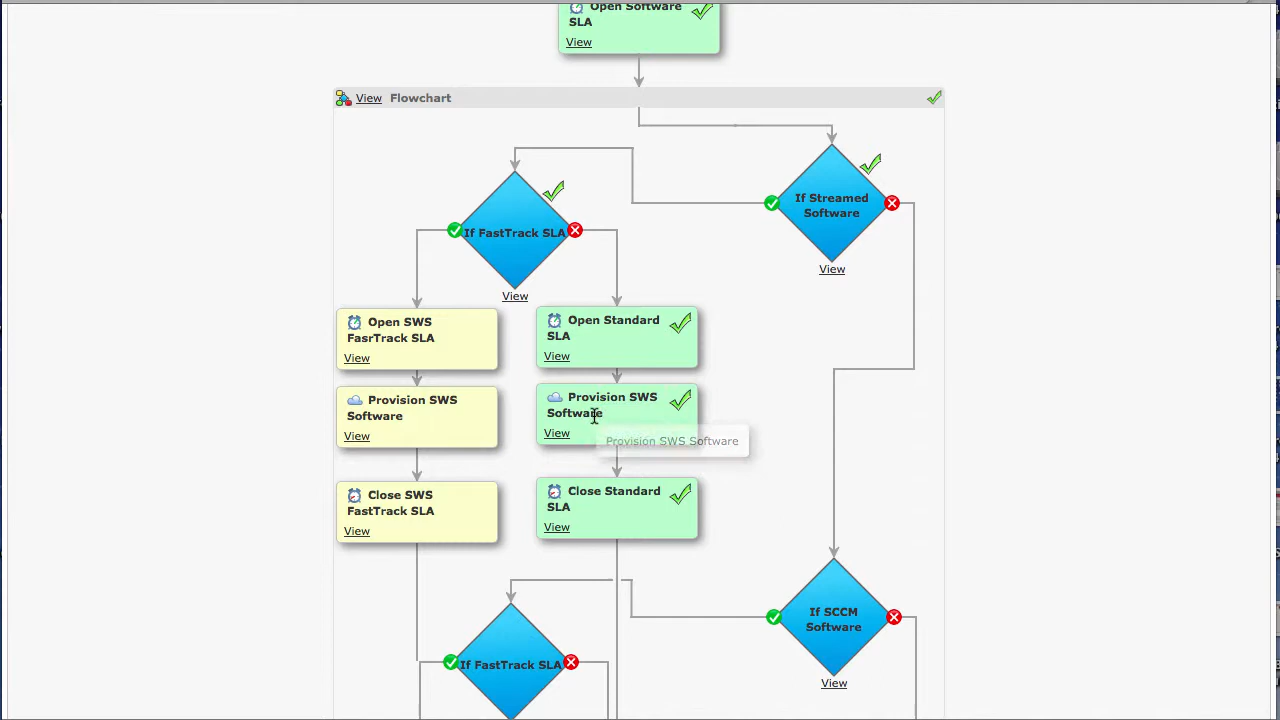 Open Software
SLA
View
View Flowchart
If Streamed
Software
View
If FastTrack SLA
View
Open SWS
FasrTrack SLA
View
Open Standard
SLA
View
Provision SWS
Software
View
Provision SWS
Software
View
Provision SWS Software
Close SWS
FastTrack SLA
View
Close Standard
SLA
View
If SCCM
Software
View
If FastTrack SLA